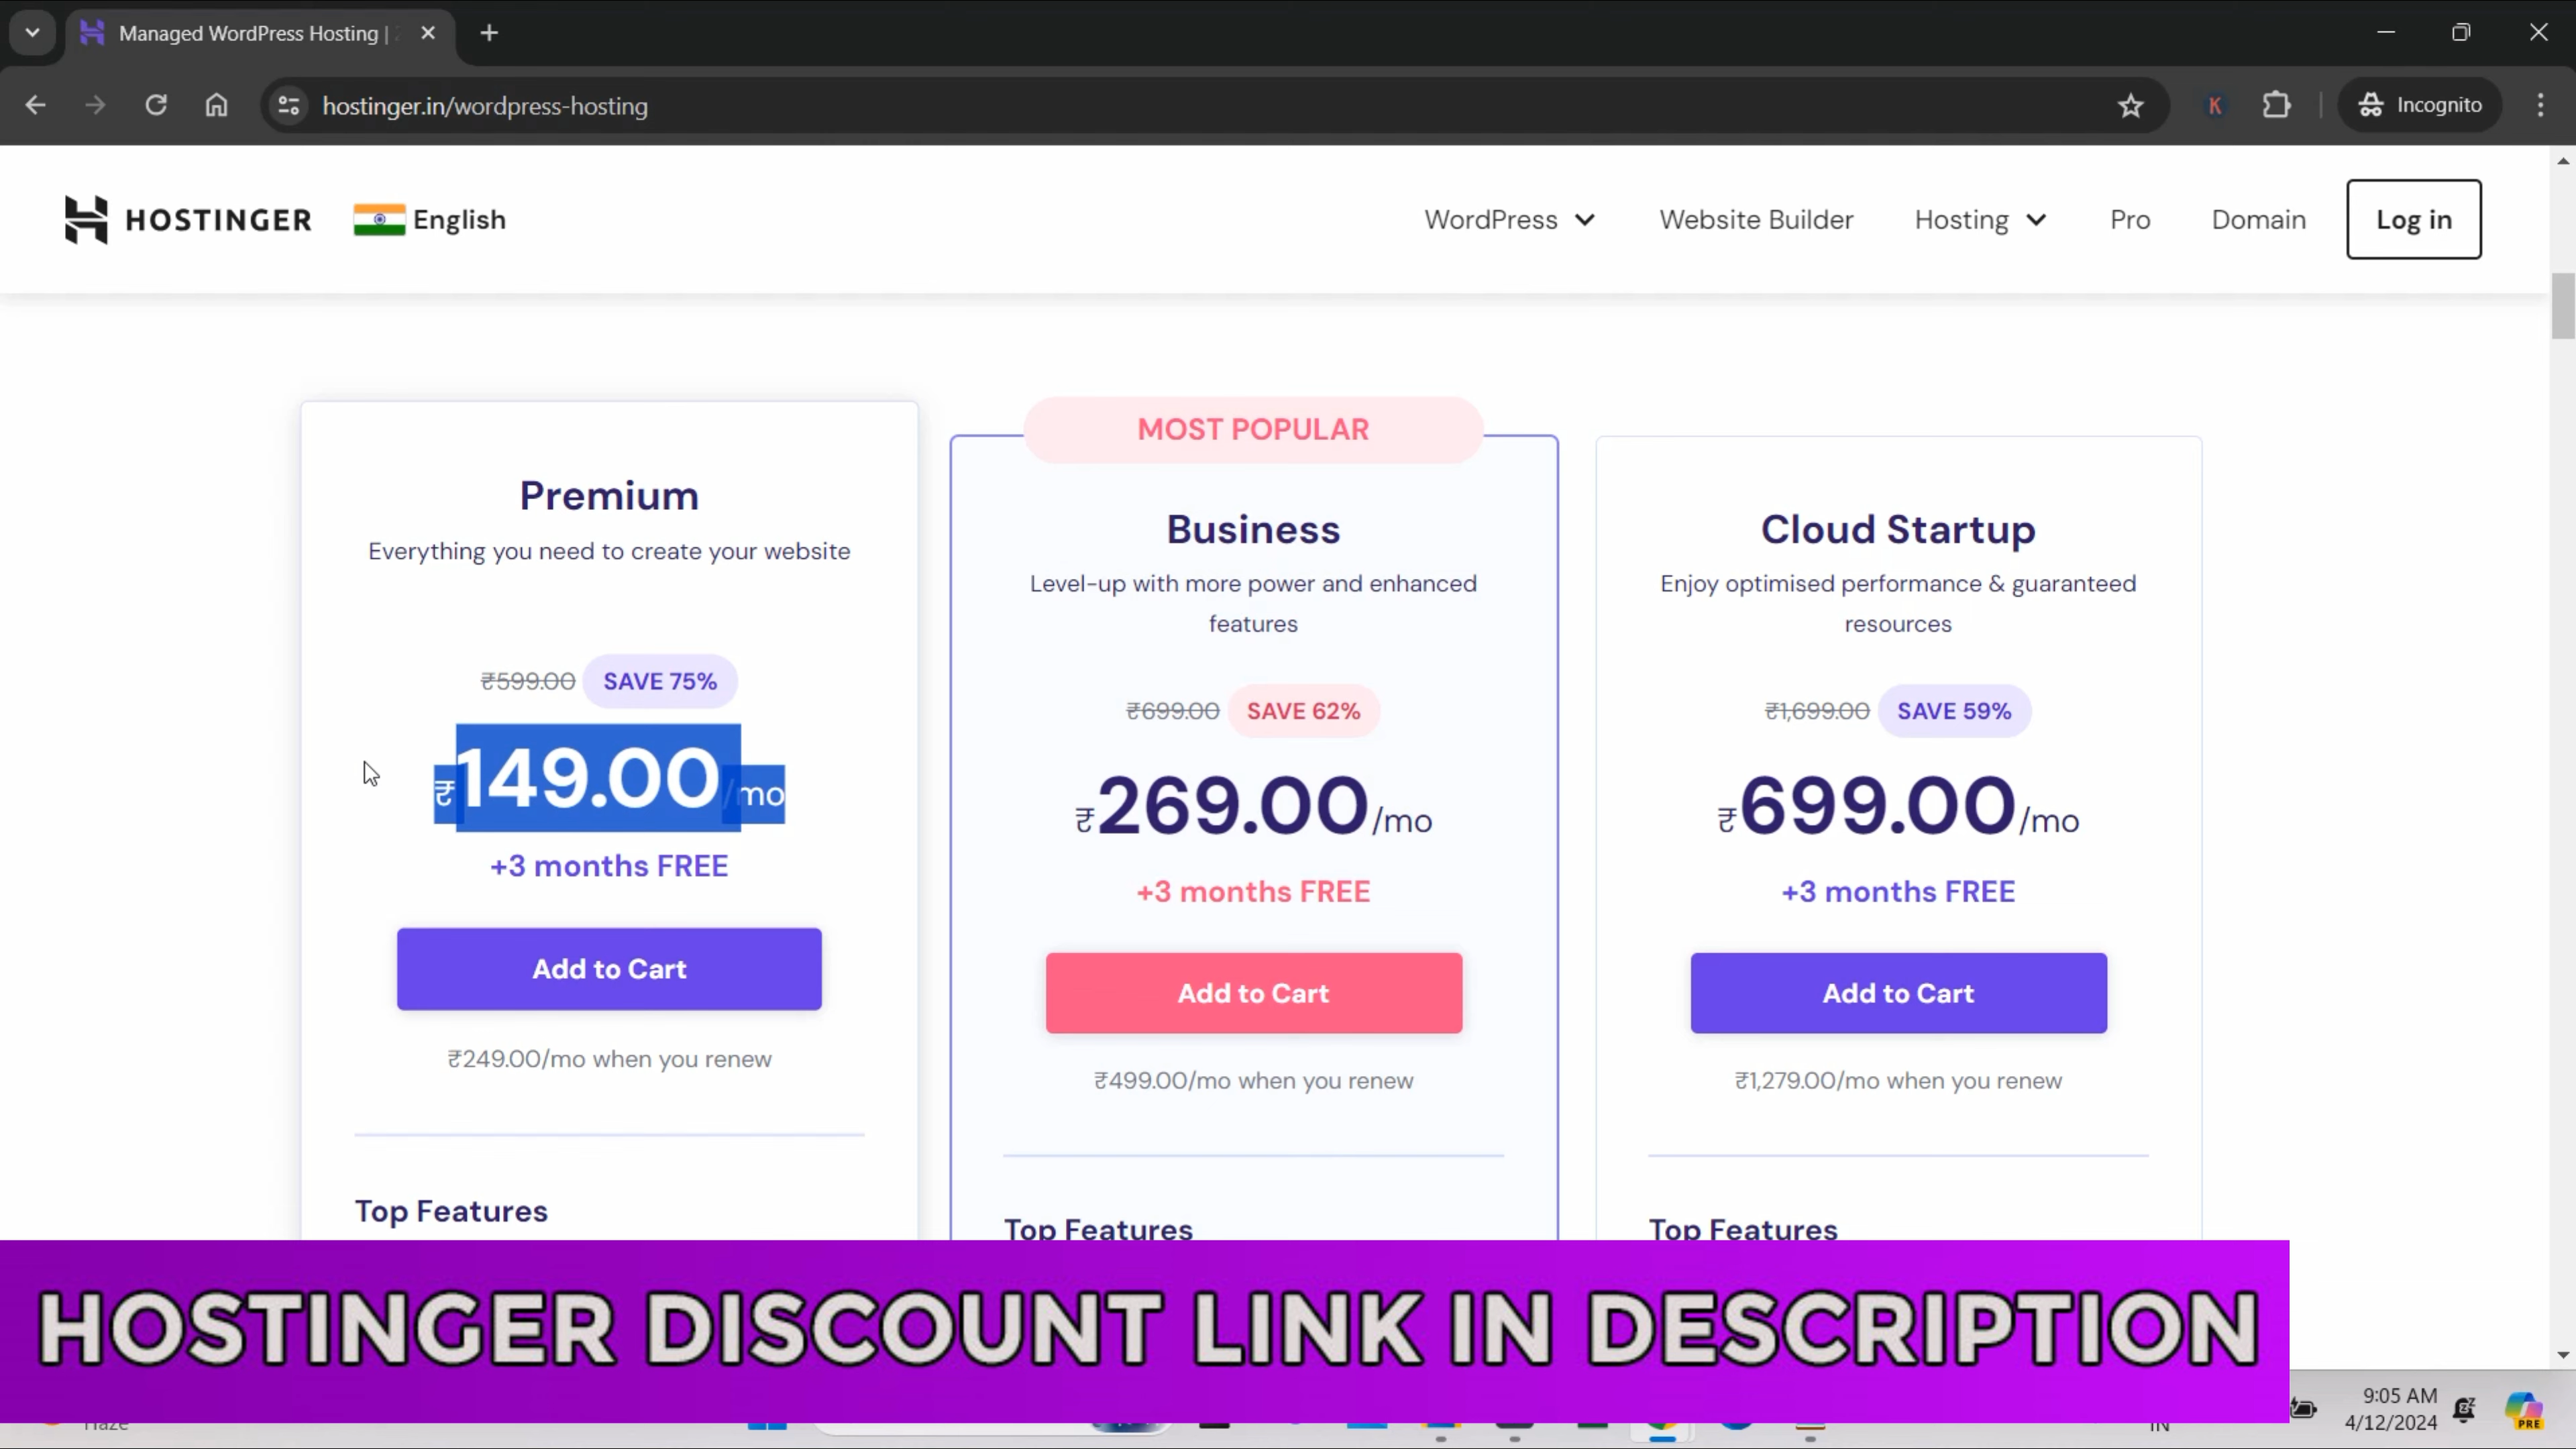 Managed WordPress Hosting |
hostinger.in/wordpress-hosting
K
Incognito
HOSTINGER
English
WordPress
Website Builder
Hosting
Pro
Domain
Log in
Premium
Everything you need to create your website
₹599.00 SAVE 75%
₹149.00/mo
+3 months FREE
Add to Cart
₹249.00/mo when you renew
Top Features
MOST POPULAR
Business
Level-up with more power and enhanced
features
₹699.00 SAVE 62%
₹269.00/mo
+3 months FREE
Add to Cart
₹499.00/mo when you renew
Top Features
Cloud Startup
Enjoy optimised performance & guaranteed
resources
₹1,699.00 SAVE 59%
₹699.00/mo
+3 months FREE
Add to Cart
₹1,279.00/mo when you renew
Top Features
HOSTINGER DISCOUNT LINK IN DESCRIPTION
Haze
IN
9:05 AM
4/12/2024
PRE